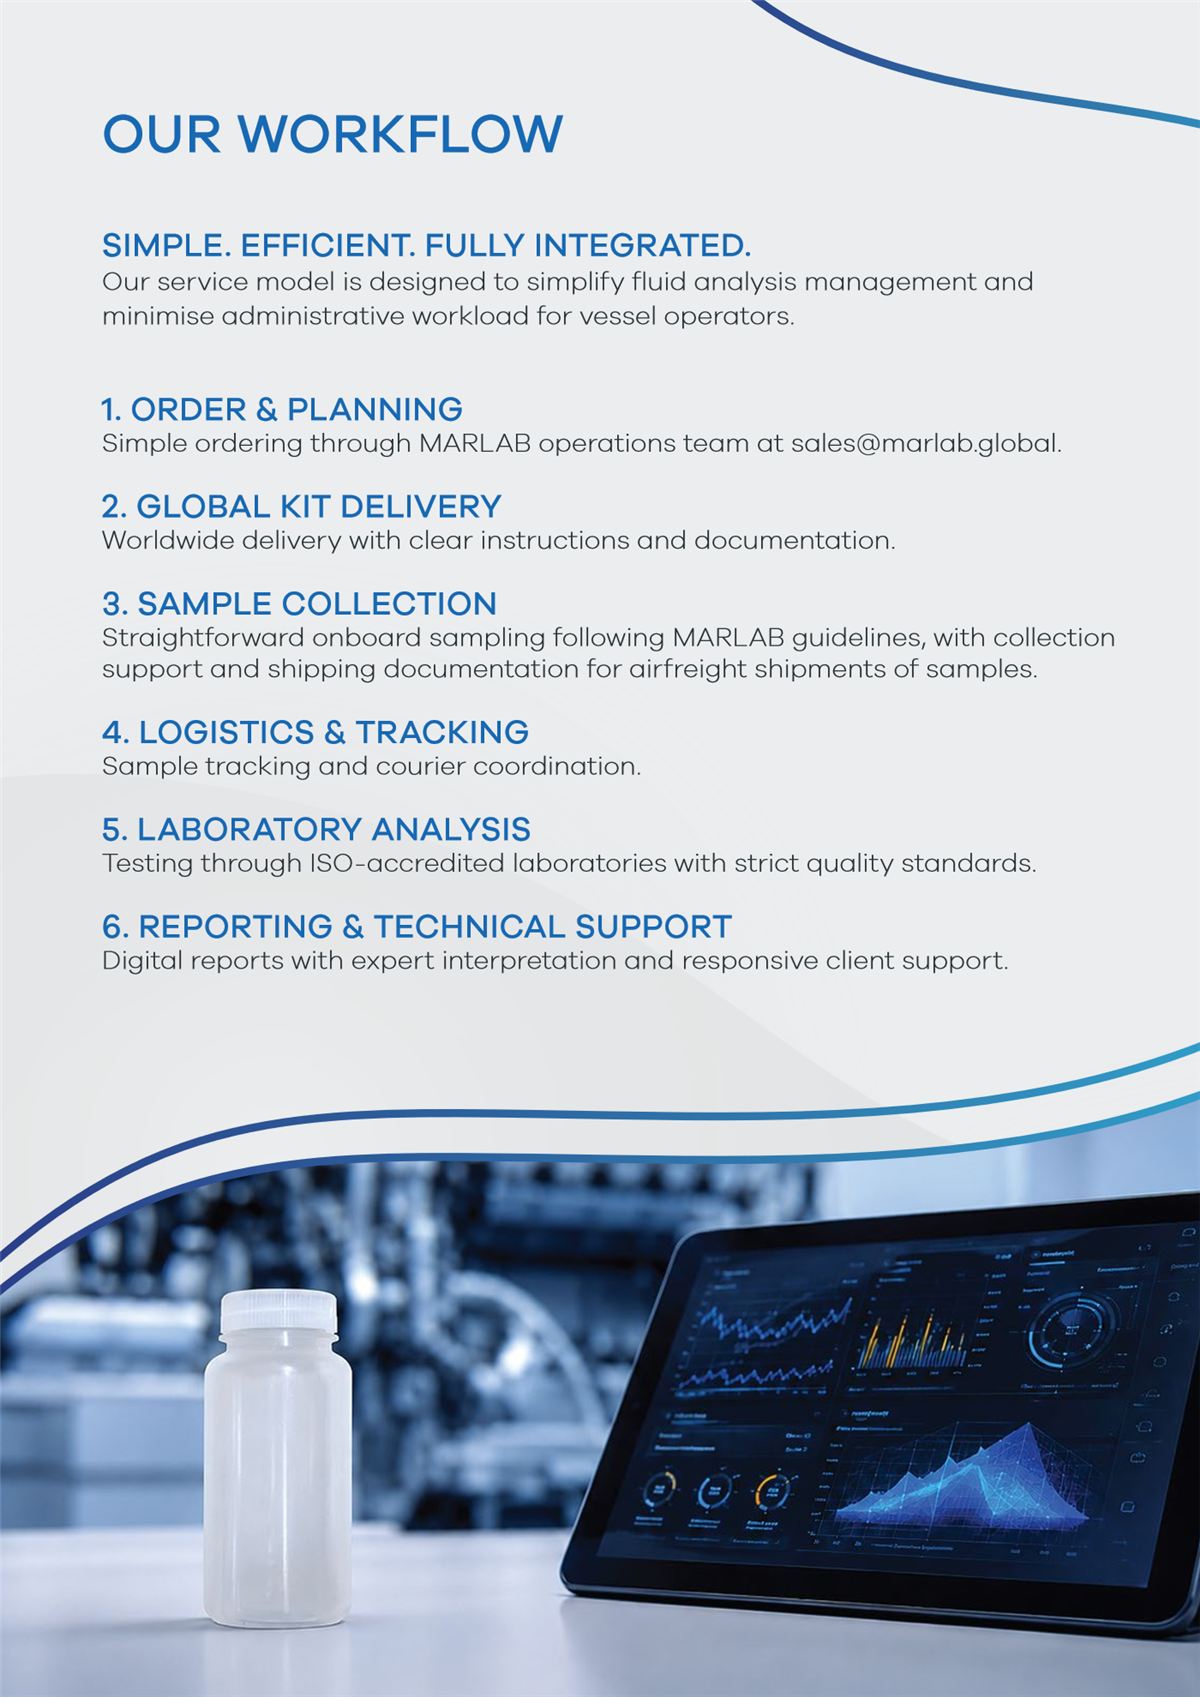 OUR WORKFLOW
SIMPLE. EFFICIENT. FULLY INTEGRATED.
Our service model is designed to simplify fluid analysis management and
minimise administrative workload for vessel operators.
1. ORDER & PLANNING
Simple ordering through MARLAB operations team at sales@marlab.global.
2. GLOBAL KIT DELIVERY
Worldwide delivery with clear instructions and documentation.
3. SAMPLE COLLECTION
Straightforward onboard sampling following MARLAB guidelines, with collection
support and shipping documentation for airfreight shipments of samples.
4. LOGISTICS & TRACKING
Sample tracking and courier coordination.
5. LABORATORY ANALYSIS
Testing through ISO-accredited laboratories with strict quality standards.
6. REPORTING & TECHNICAL SUPPORT
Digital reports with expert interpretation and responsive client support.